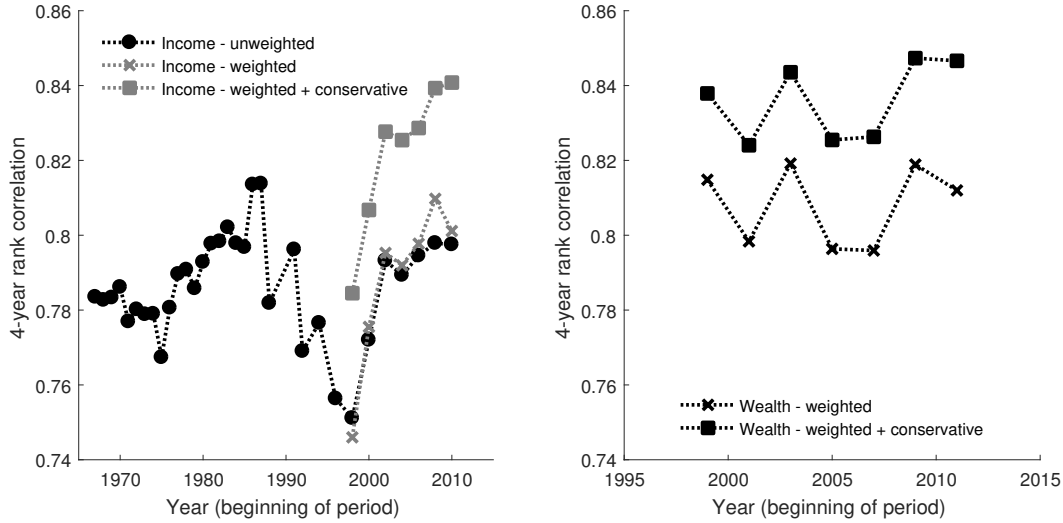 0.86
0.84
0.82
0.8
0.78
0.76
0.74
4-year rank correlation
Income - unweighted
Income - weighted
Income - weighted + conservative
1970 1980 1990 2000 2010
Year (beginning of period)
0.86
0.84
0.82
0.8
0.78
0.76
0.74
4-year rank correlation
Wealth - weighted
Wealth - weighted + conservative
1995 2000 2005 2010 2015
Year (beginning of period)